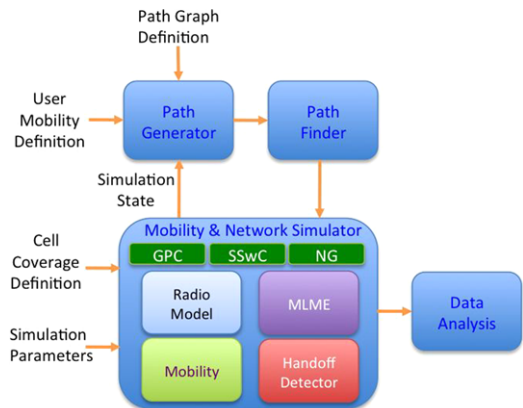 Path Graph
Definition
User
Mobility
Definition
Path
Generator
Path
Finder
Simulation
State
Mobility & Network Simulator
GPC
SSwC
NG
Cell
Coverage
Definition
Radio
Model
MLME
Data
Analysis
Simulation
Parameters
Mobility
Handoff
Detector